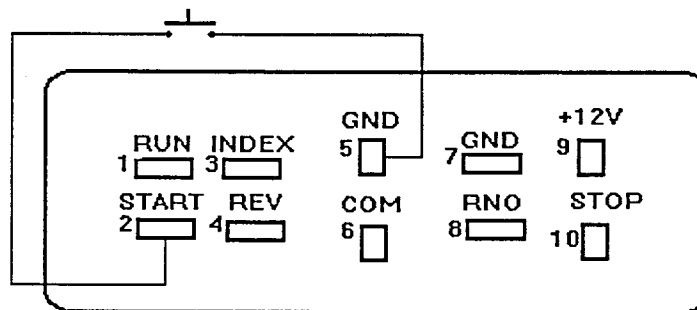 GND +12V
RUN INDEX 5 GND 9
1 3 7
START REV COM RNO STOP
2 4 6 8 10